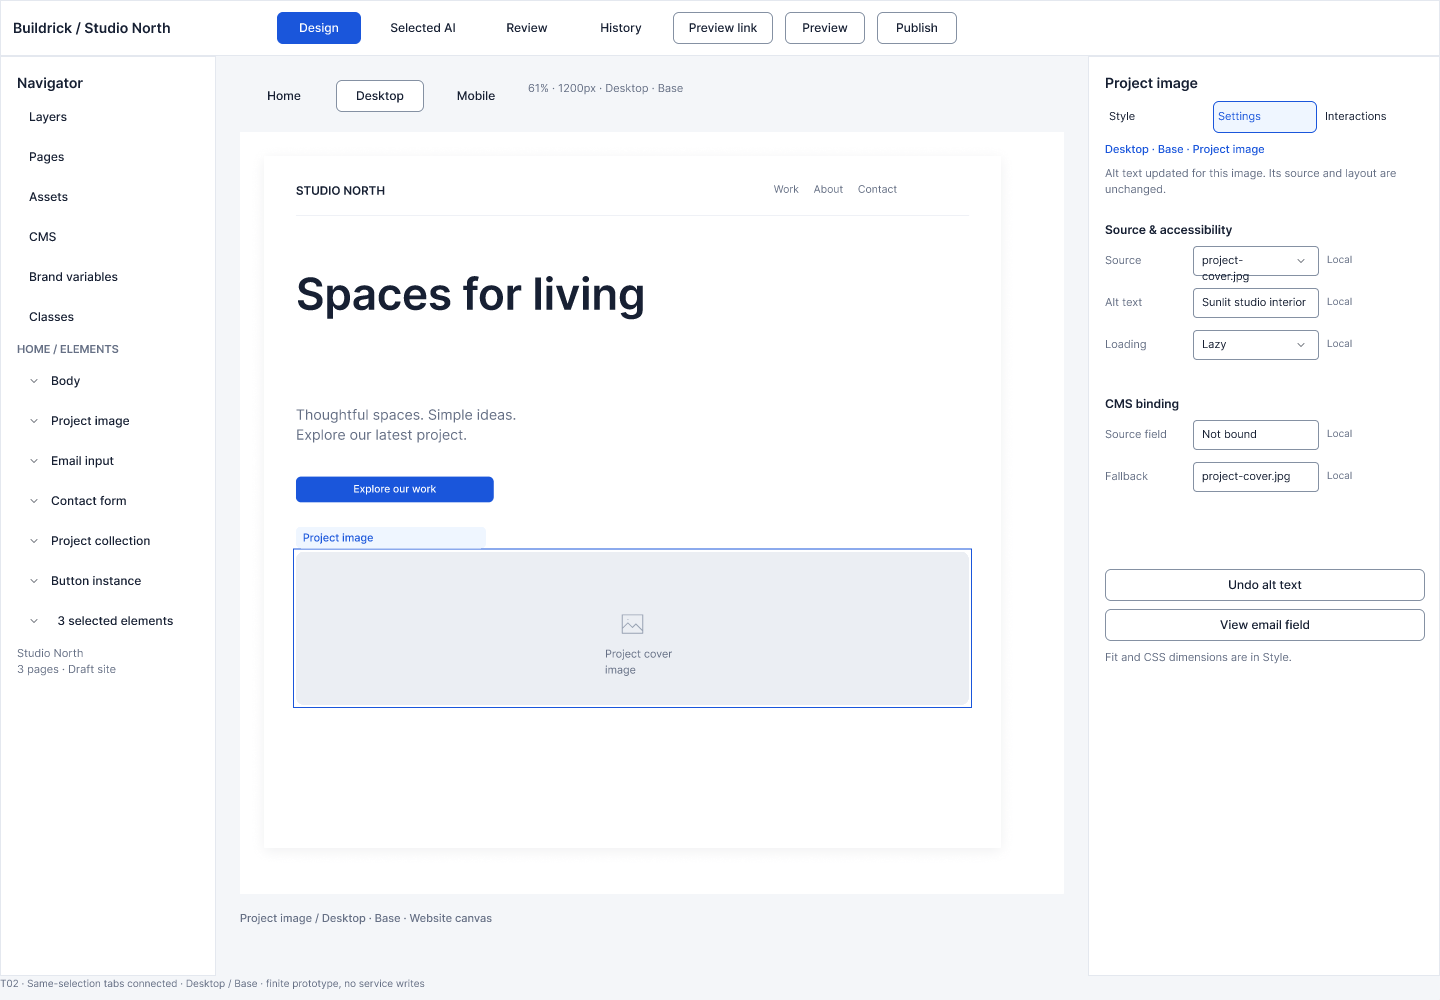 Buildrick / Studio North
Design
Selected AI
Review
History
Preview link
Preview
Publish
Navigator
Layers
Pages
Assets
CMS
Brand variables
Classes
HOME / ELEMENTS
Body
Project image
Email input
Contact form
Project collection
Button instance
3 selected elements
Studio North
3 pages · Draft site
Home
Desktop
Mobile
61% · 1200px · Desktop · Base
STUDIO NORTH
Work
About
Contact
Spaces for living
Thoughtful spaces. Simple ideas.
Explore our latest project.
Explore our work
Project image
Project cover
image
Project image / Desktop · Base · Website canvas
Project image
Style
Settings
Interactions
Desktop · Base · Project image
Alt text updated for this image. Its source and layout are
unchanged.
Source & accessibility
Source
project-
cover.jpg
Local
Alt text
Sunlit studio interior
Local
Loading
Lazy
Local
CMS binding
Source field
Not bound
Local
Fallback
project-cover.jpg
Local
Undo alt text
View email field
Fit and CSS dimensions are in Style.
T02 · Same-selection tabs connected · Desktop / Base · finite prototype, no service writes